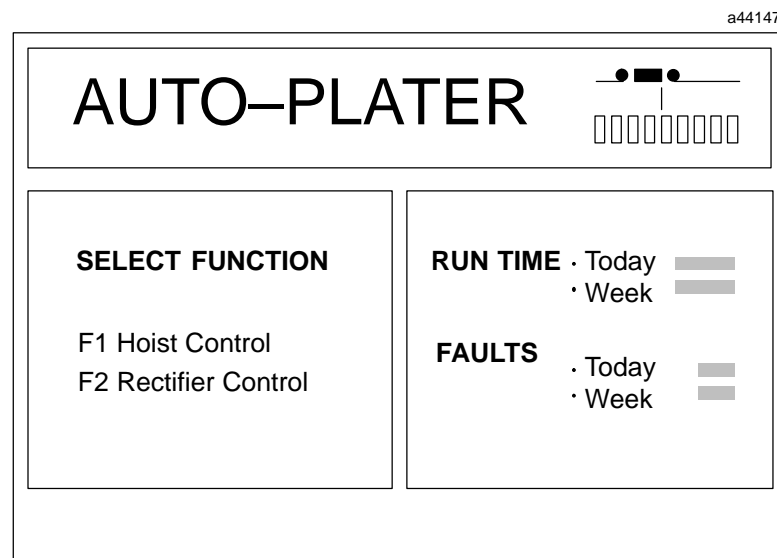 a44147
AUTO–PLATER
SELECT FUNCTION
F1 Hoist Control
F2 Rectifier Control
RUN TIME · Today
· Week
FAULTS
· Today
· Week